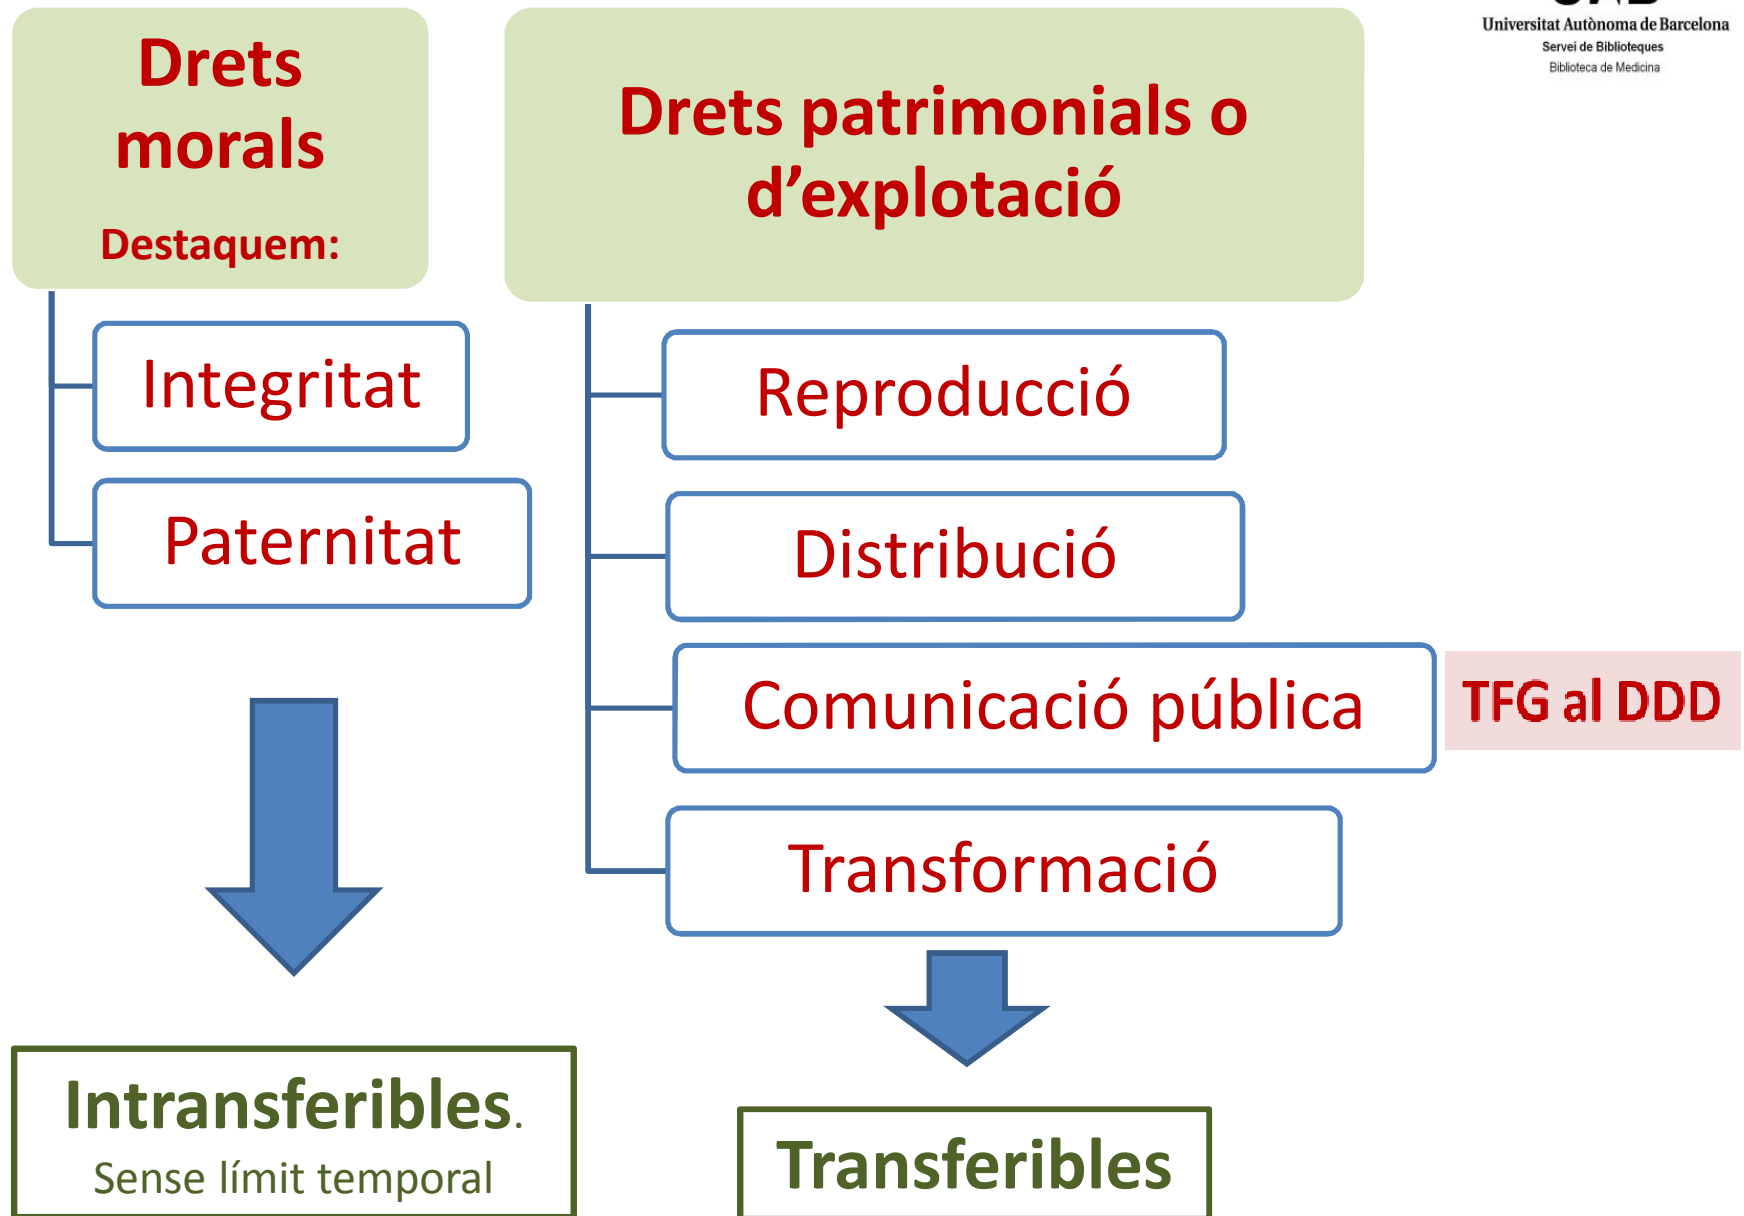 Universitat Autònoma de Barcelona
Servei de Biblioteques
Biblioteca de Medicina
Drets
morals
Destaquem:
Integritat
Paternitat
Intransferibles.
Sense límit temporal
Drets patrimonials o
d’explotació
Reproducció
Distribució
Comunicació pública
TFG al DDD
Transformació
Transferibles